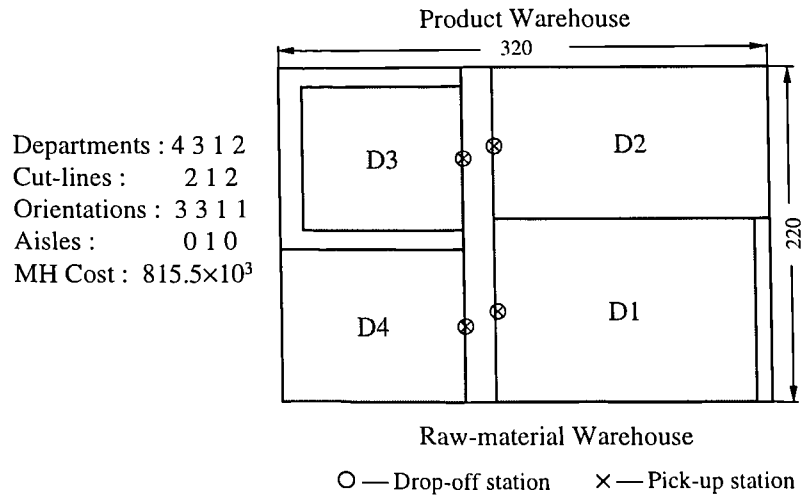 Product Warehouse
320
Departments : 4 3 1 2
Cut-lines : 2 1 2
Orientations : 3 3 1 1
Aisles : 0 1 0
MH Cost : 815.5×10³
D3
D2
220
D4
D1
Raw-material Warehouse
O — Drop-off station × — Pick-up station